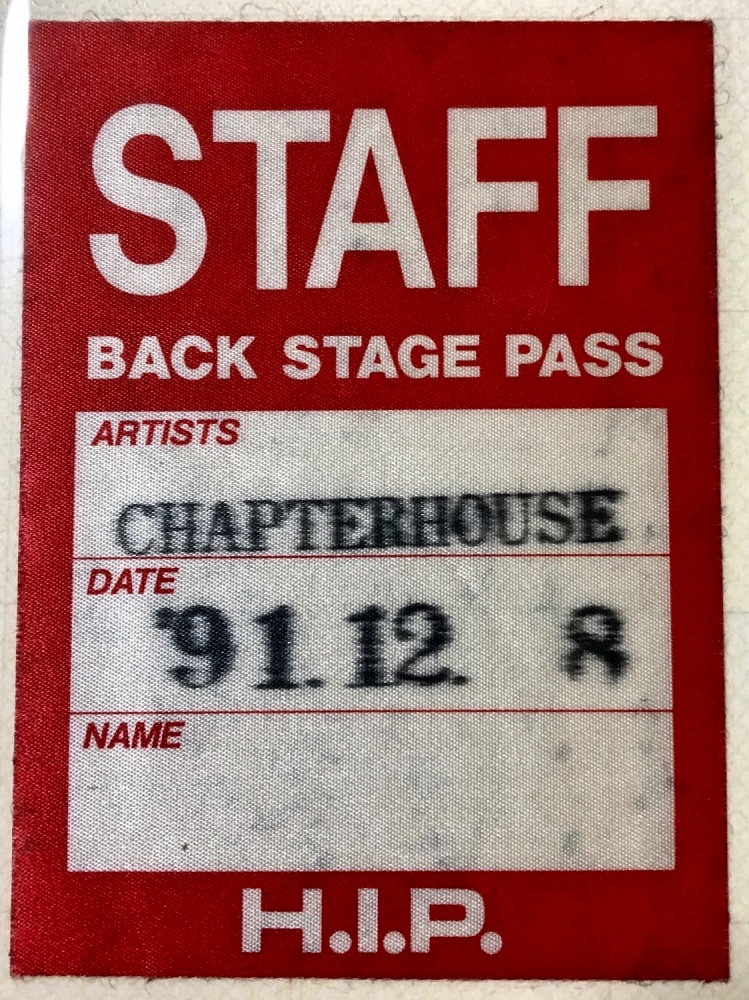 STAFF
BACK STAGE PASS
ARTISTS
CHAPTERHOUSE
DATE
'91.12. 8
NAME
H.I.P.